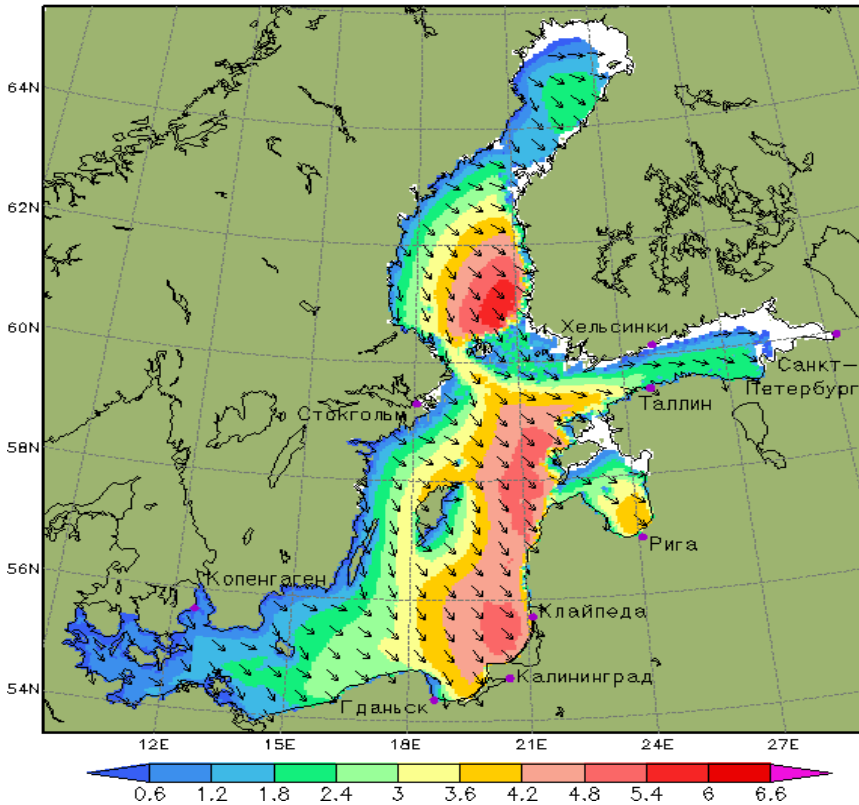 64N
62N
60N
58N
56N
54N
Хельсинки
Санкт-
Петербург
Таллин
Стокгольм
Рига
Копенгаген
Клайпеда
Калининград
Гданьск
12E 15E 18E 21E 24E 27E
0.6 1.2 1.8 2.4 3 3.6 4.2 4.8 5.4 6 6.6